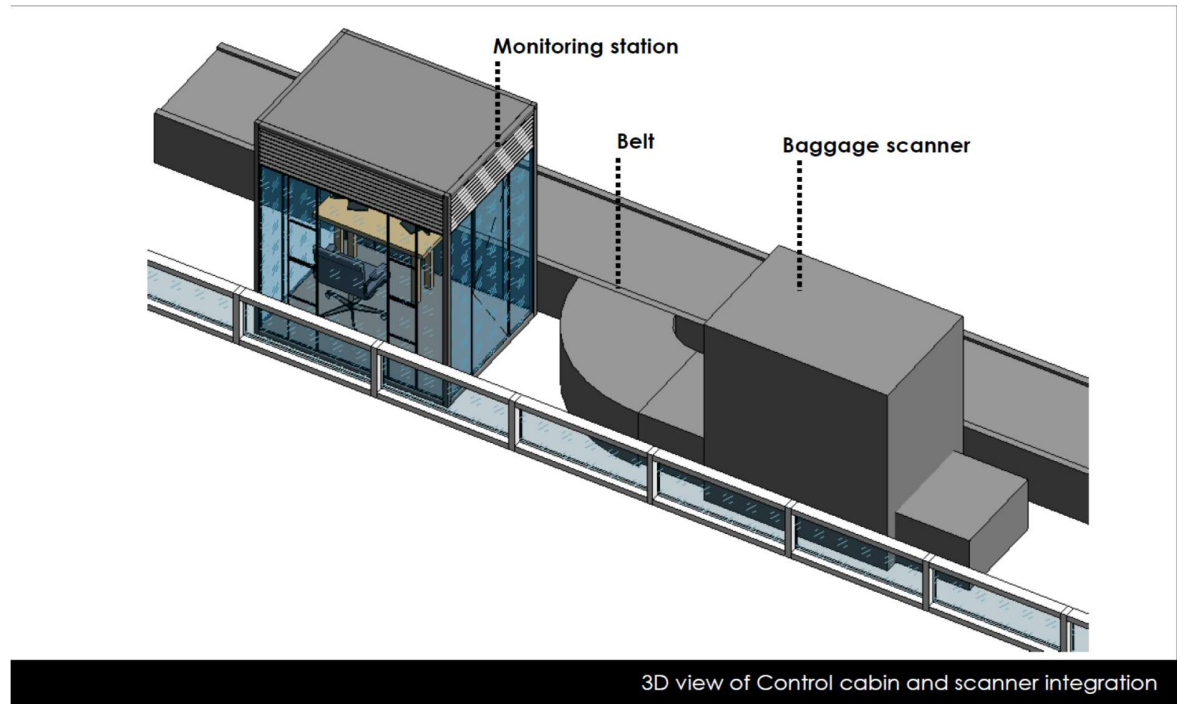 Monitoring station
Belt
Baggage scanner
3D view of Control cabin and scanner integration